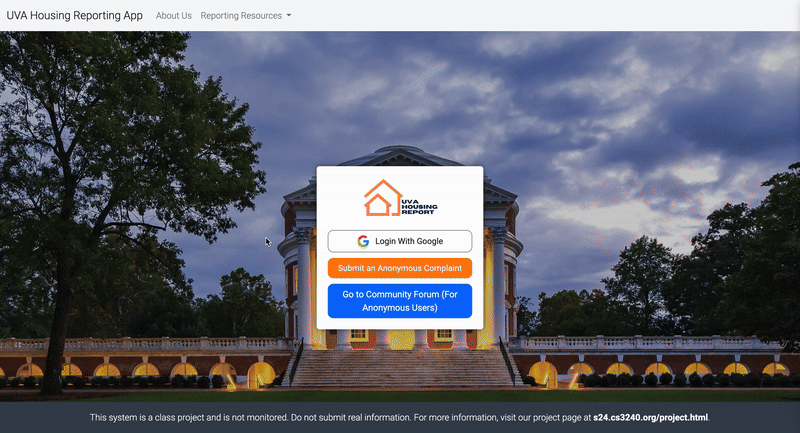 UVA Housing Reporting App About Us Reporting Resources
UVA
HOUSING
REPORT
Login With Google
Submit an Anonymous Complaint
Go to Community Forum (For
Anonymous Users)
This system is a class project and is not monitored. Do not submit real information. For more information, visit our project page at s24.cs3240.org/project.html.